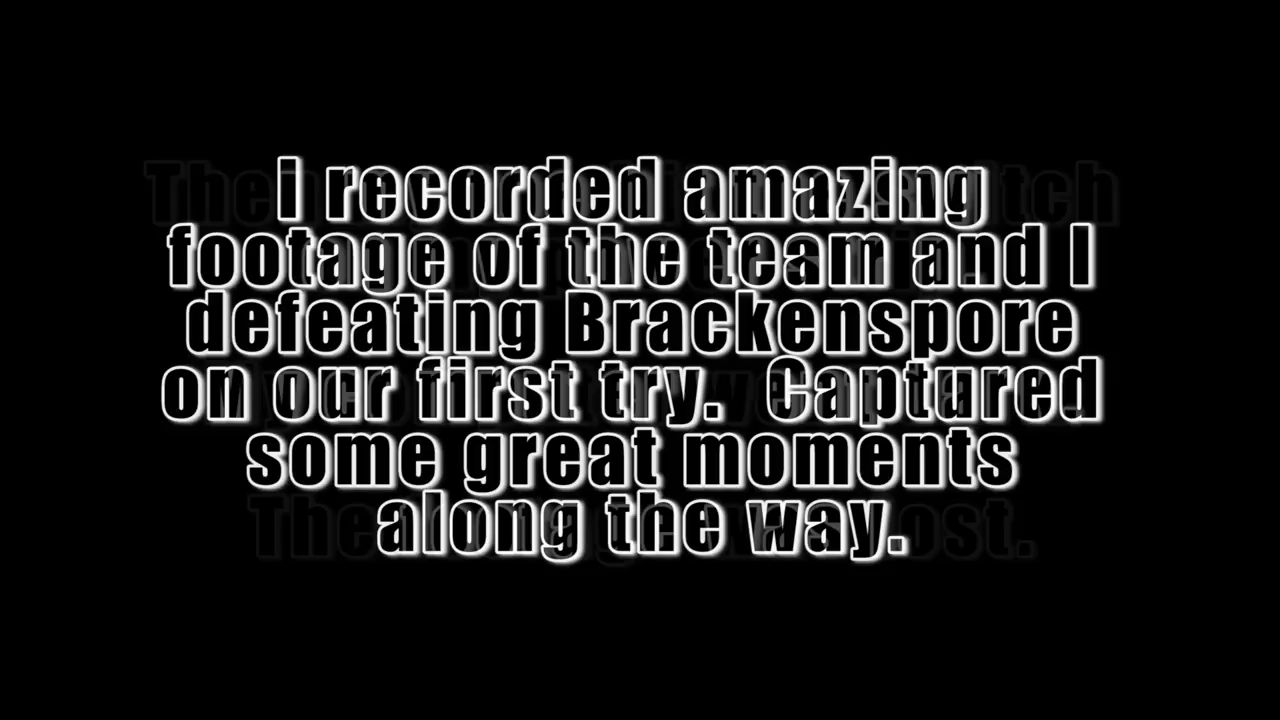 I recorded amazing
footage of the team and I
defeating Brackenspore
on our first try.  Captured
some great moments
along the way.